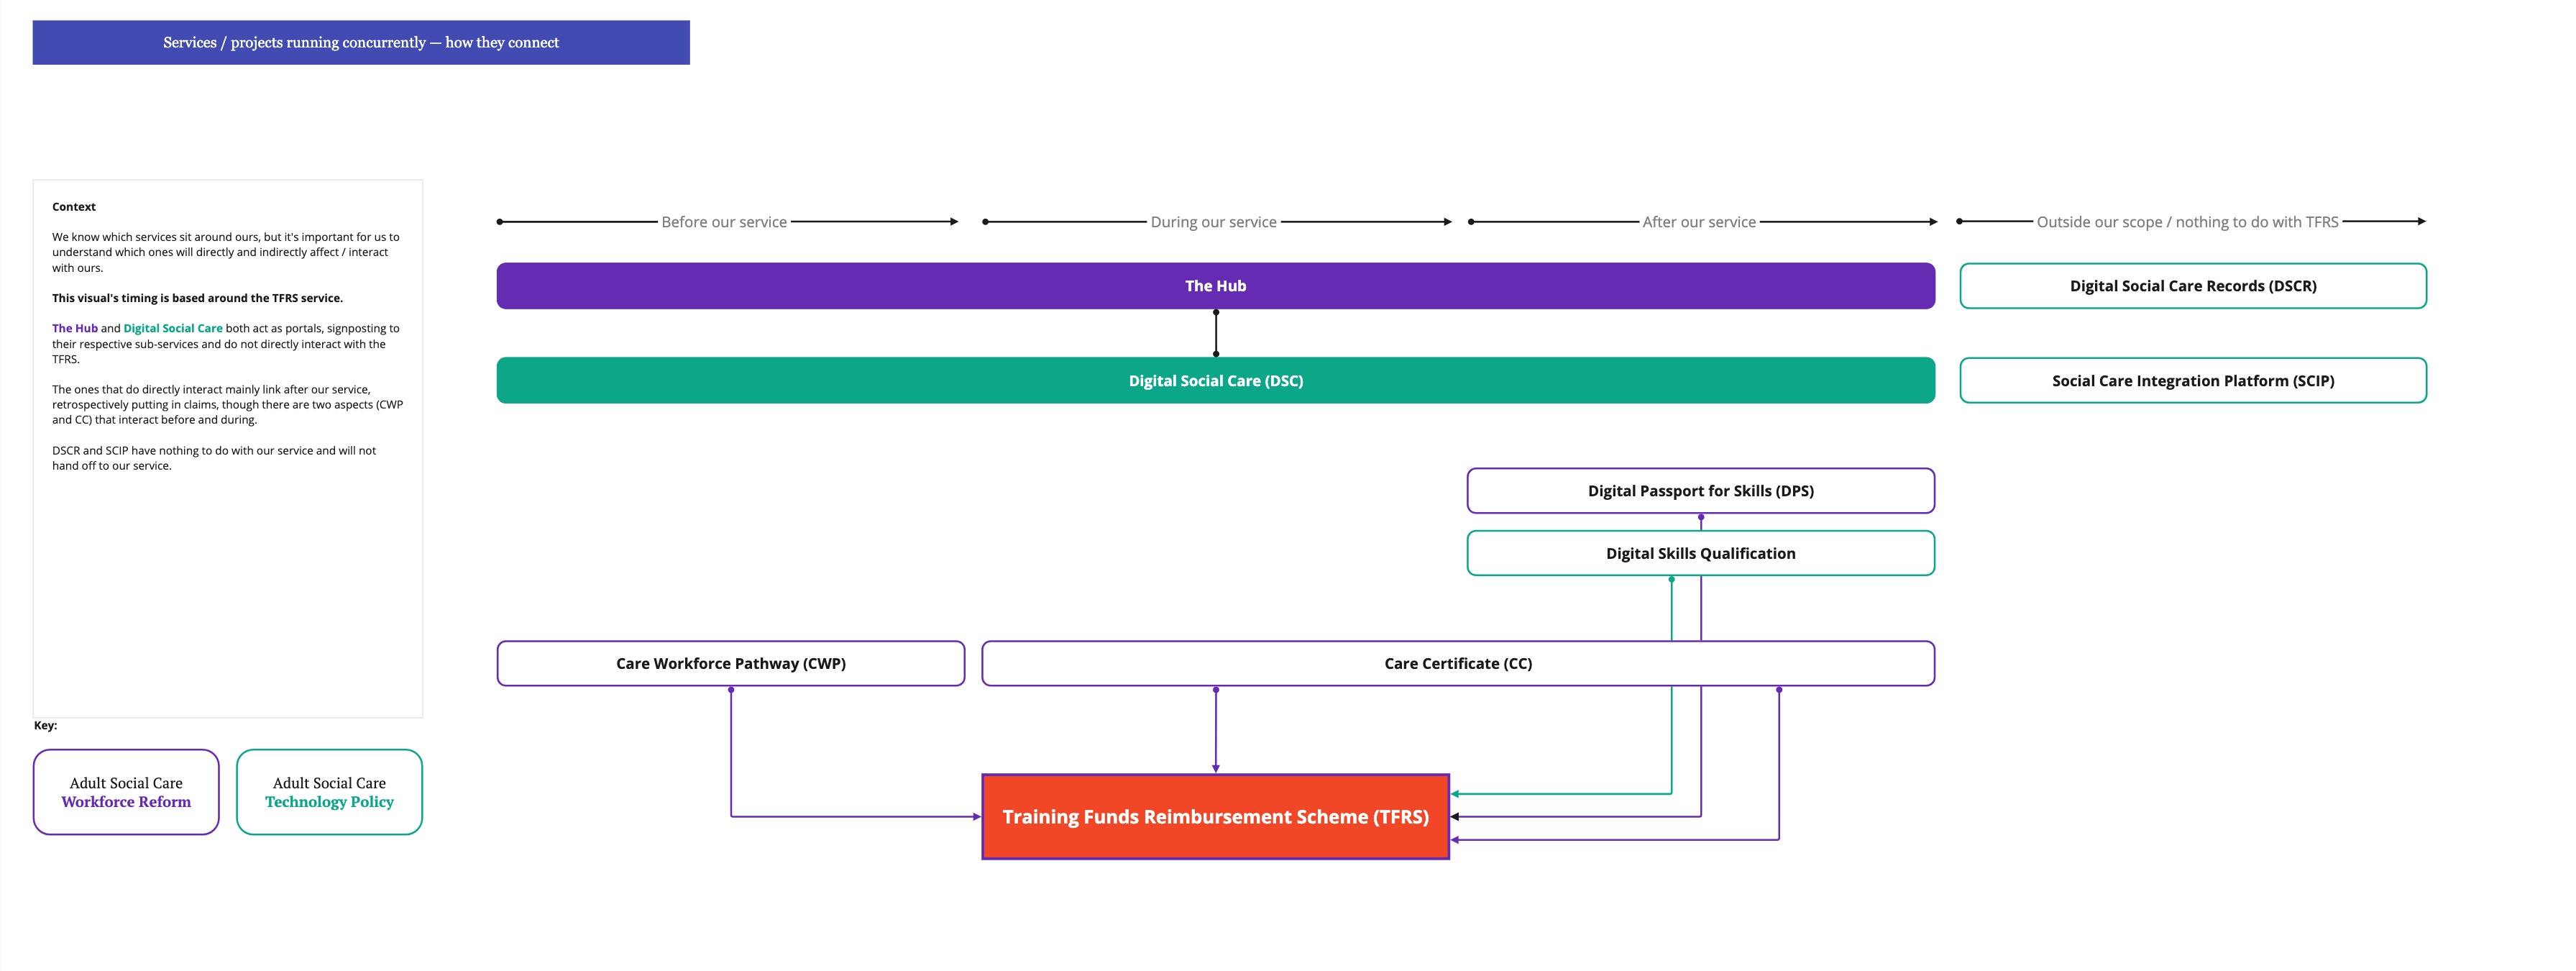 Services / projects running concurrently — how they connect
Context
We know which services sit around ours, but it's important for us to
understand which ones will directly and indirectly affect / interact
with ours.
This visual's timing is based around the TFRS service.
The Hub and Digital Social Care both act as portals, signposting to
their respective sub-services and do not directly interact with the
TFRS.
The ones that do directly interact mainly link after our service,
retrospectively putting in claims, though there are two aspects (CWP
and CC) that interact before and during.
DSCR and SCIP have nothing to do with our service and will not
hand off to our service.
Key:
Adult Social Care
Workforce Reform
Adult Social Care
Technology Policy
Before our service
During our service
After our service
Outside our scope / nothing to do with TFRS
The Hub
Digital Social Care Records (DSCR)
Digital Social Care (DSC)
Social Care Integration Platform (SCIP)
Digital Passport for Skills (DPS)
Digital Skills Qualification
Care Workforce Pathway (CWP)
Care Certificate (CC)
Training Funds Reimbursement Scheme (TFRS)